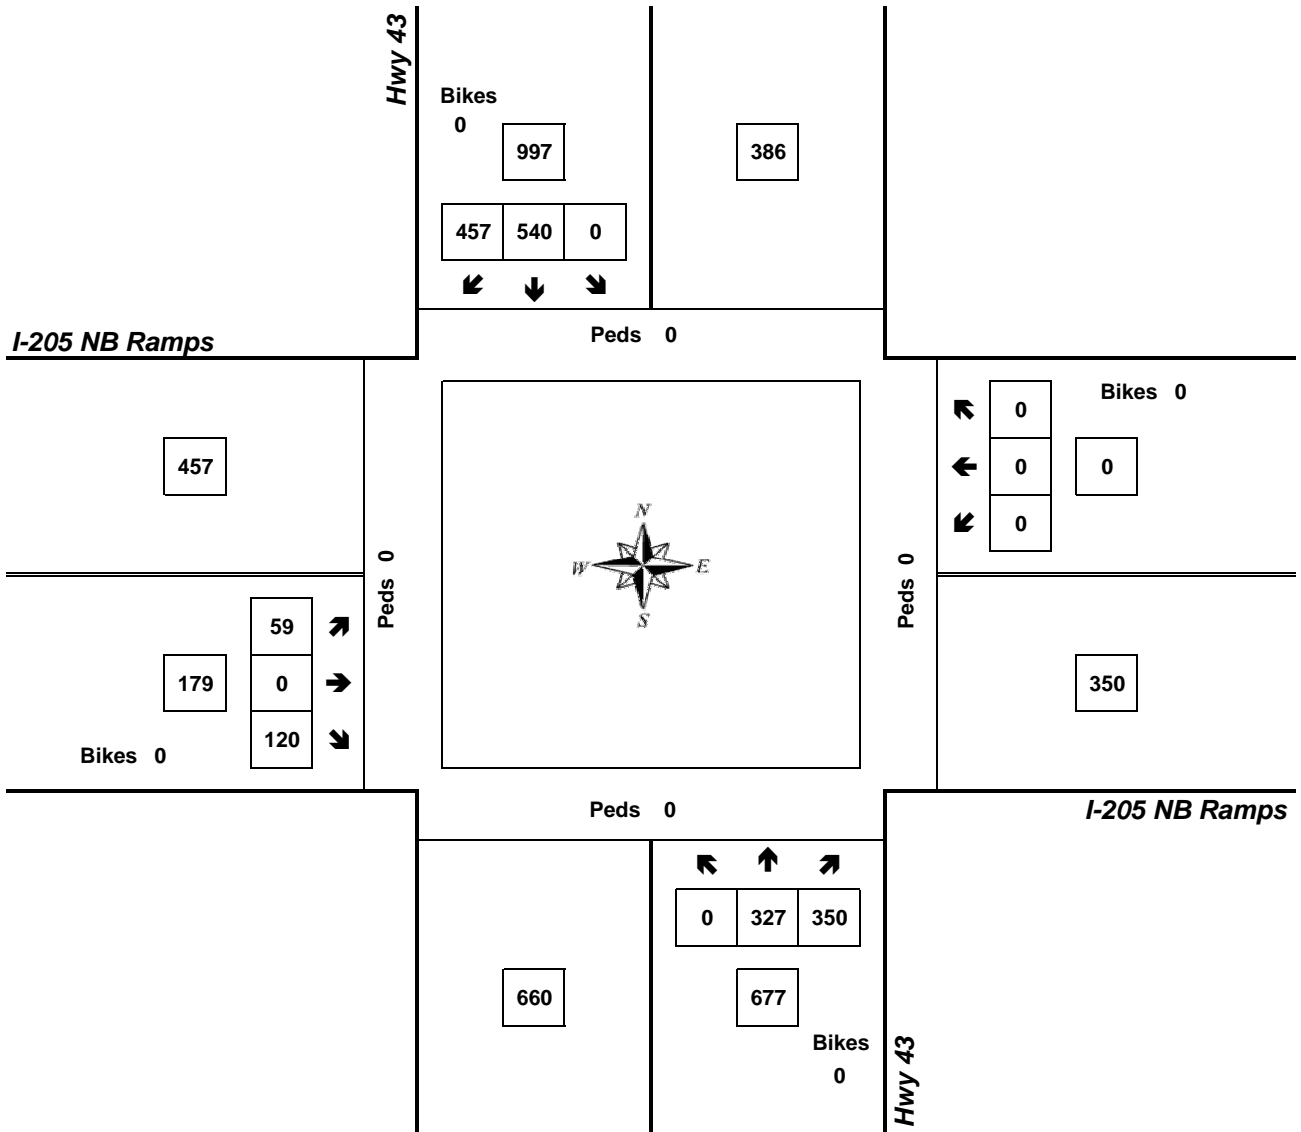 Hwy 43
Bikes
0
997
386
457 540 0
Peds 0
I-205 NB Ramps
Bikes 0
0
457
0
0
0
N
W E
S
Peds 0
Peds 0
59
179
0
350
120
Bikes 0
Peds 0
I-205 NB Ramps
0 327 350
660
677
Bikes
0
Hwy 43